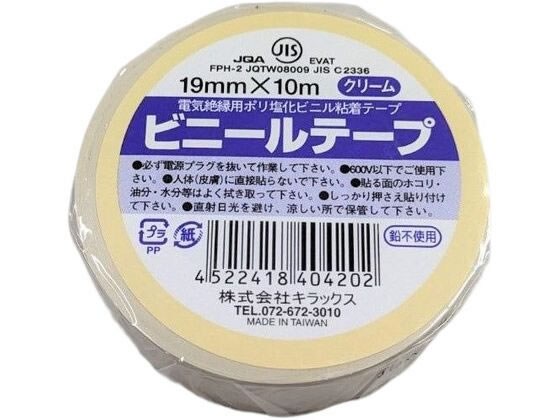 JIS
JQA EVAT
FPH-2 JQTW08009 JIS C 2336
19mm×10m クリーム
電気絶縁用ポリ塩化ビニル粘着テープ
ビニールテープ
●必ず電源プラグを抜いて作業して下さい。●600V以下でご使用下
さい。●人体(皮膚)に直接貼らないで下さい。●貼る面のホコリ・
油分・水分等はよく拭き取って下さい。●しっかり押さえ貼り付け
て下さい。●直射日光を避け、涼しい所で保管して下さい。
プラ 紙 鉛不使用
PP
4522418404202
株式会社キラックス
TEL.072-672-3010
MADE IN TAIWAN